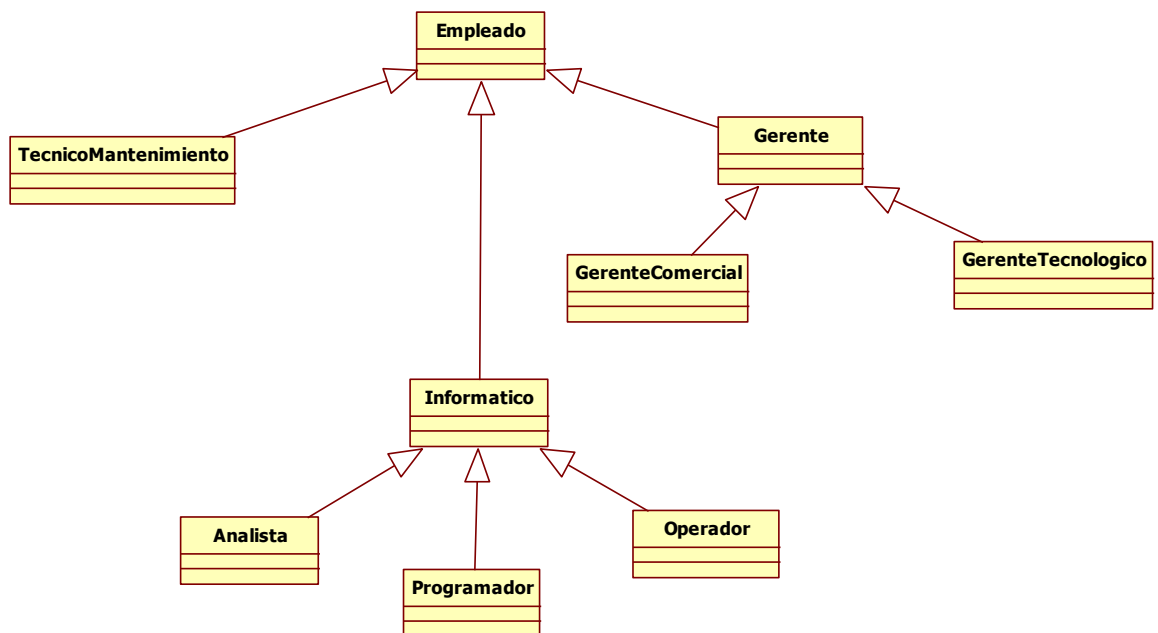 Empleado
TecnicoMantenimiento
Gerente
GerenteComercial
GerenteTecnologico
Informatico
Analista
Operador
Programador